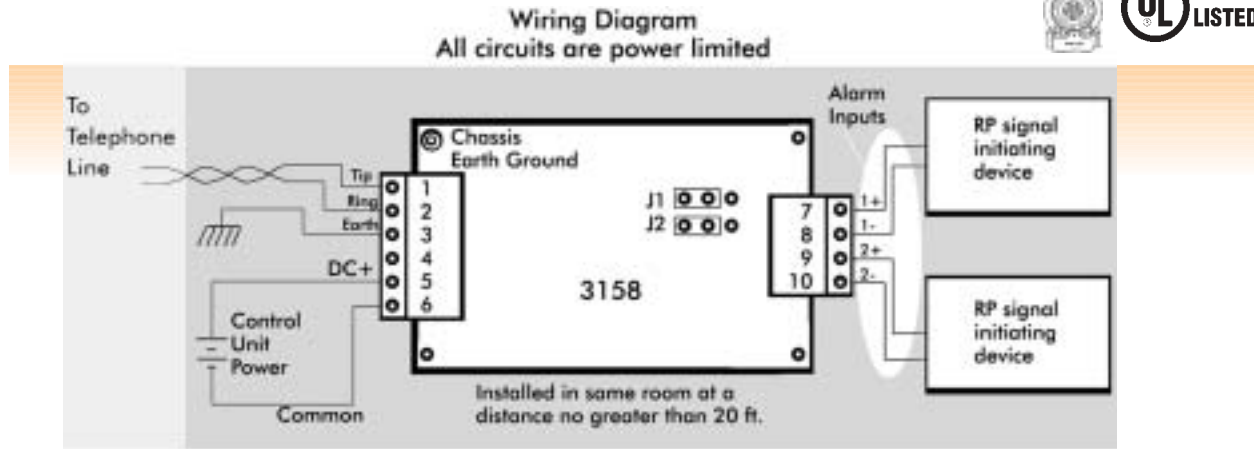 Wiring Diagram
All circuits are power limited
UL LISTED
To
Telephone
Line
Tip
Ring
Earth
DC+
Control
Unit
Power
Common
Chassis
Earth Ground
1
2
3
4
5
6
J1
J2
3158
7
8
9
10
Installed in same room at a
distance no greater than 20 ft.
Alarm
Inputs
1+
1-
2+
2-
RP signal
initiating
device
RP signal
initiating
device